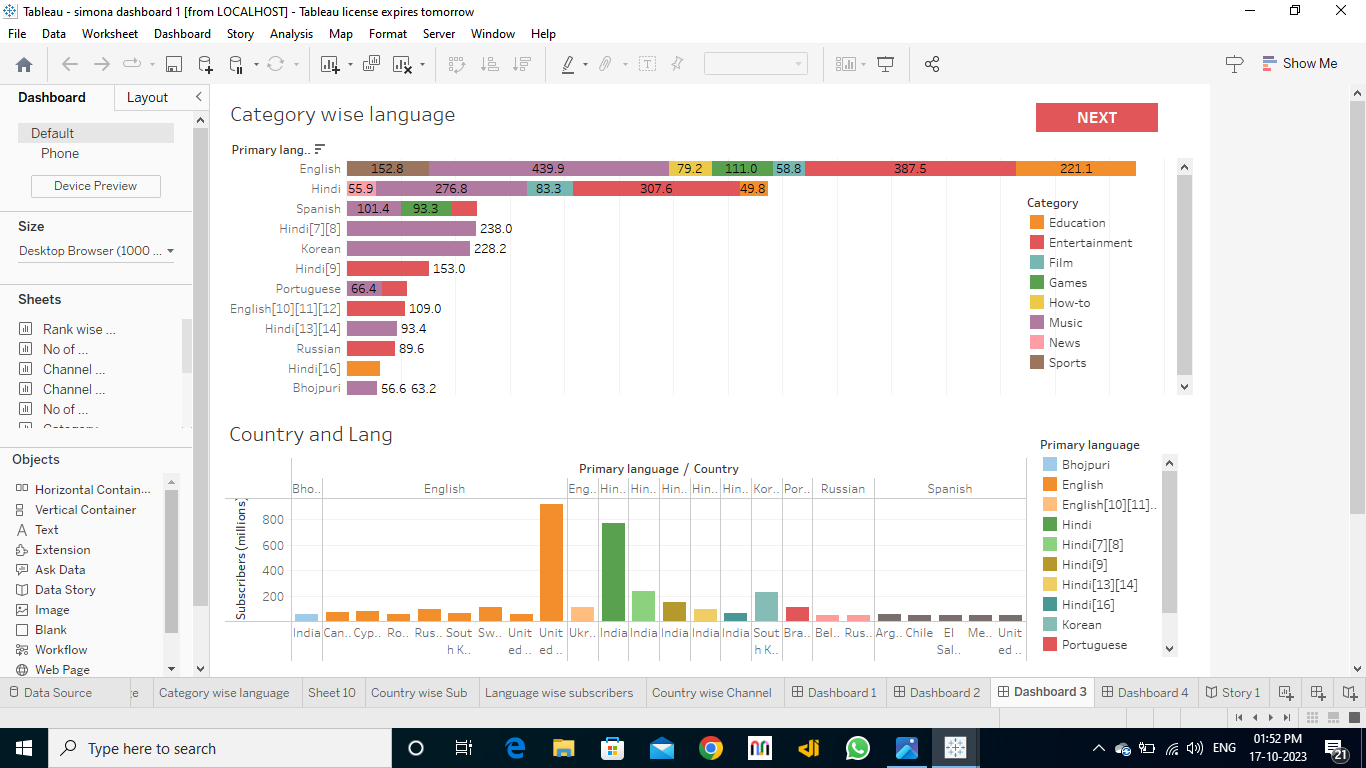 Tableau - simona dashboard 1 [from LOCALHOST] - Tableau license expires tomorrow
File Data Worksheet Dashboard Story Analysis Map Format Server Window Help
Show Me
Dashboard Layout
Default
Phone
Device Preview
Size
Desktop Browser (1000 ...
Sheets
Rank wise ...
No of ...
Channel ...
Channel ...
No of ...
Objects
Horizontal Contain...
Vertical Container
Text
Extension
Ask Data
Data Story
Image
Blank
Workflow
Web Page
Category wise language
NEXT
Primary lang..
English 152.8 439.9 79.2 111.0 58.8 387.5 221.1
Hindi 55.9 276.8 83.3 307.6 49.8
Spanish 101.4 93.3
Hindi[7][8] 238.0
Korean 228.2
Hindi[9] 153.0
Portuguese 66.4
English[10][11][12] 109.0
Hindi[13][14] 93.4
Russian 89.6
Hindi[16]
Bhojpuri 56.6 63.2
Category
Education
Entertainment
Film
Games
How-to
Music
News
Sports
Country and Lang
Primary language / Country
Bho.. English Eng.. Hin.. Hin.. Hin.. Hin.. Hin.. Kor.. Por.. Russian Spanish
Subscribers (millions)
800
600
400
200
India Can.. Cyp.. Ro.. Rus.. Sout Sw.. Unit Unit Ukr.. India India India India India Sout Bra.. Bel.. Rus.. Arg.. Chile El Me.. Unit
h K.. ed .. ed .. h K.. Sal.. ed ..
Primary language
Bhojpuri
English
English[10][11]..
Hindi
Hindi[7][8]
Hindi[9]
Hindi[13][14]
Hindi[16]
Korean
Portuguese
Data Source Category wise language Sheet 10 Country wise Sub Language wise subscribers Country wise Channel Dashboard 1 Dashboard 2 Dashboard 3 Dashboard 4 Story 1
Type here to search
ENG
01:52 PM
17-10-2023
21